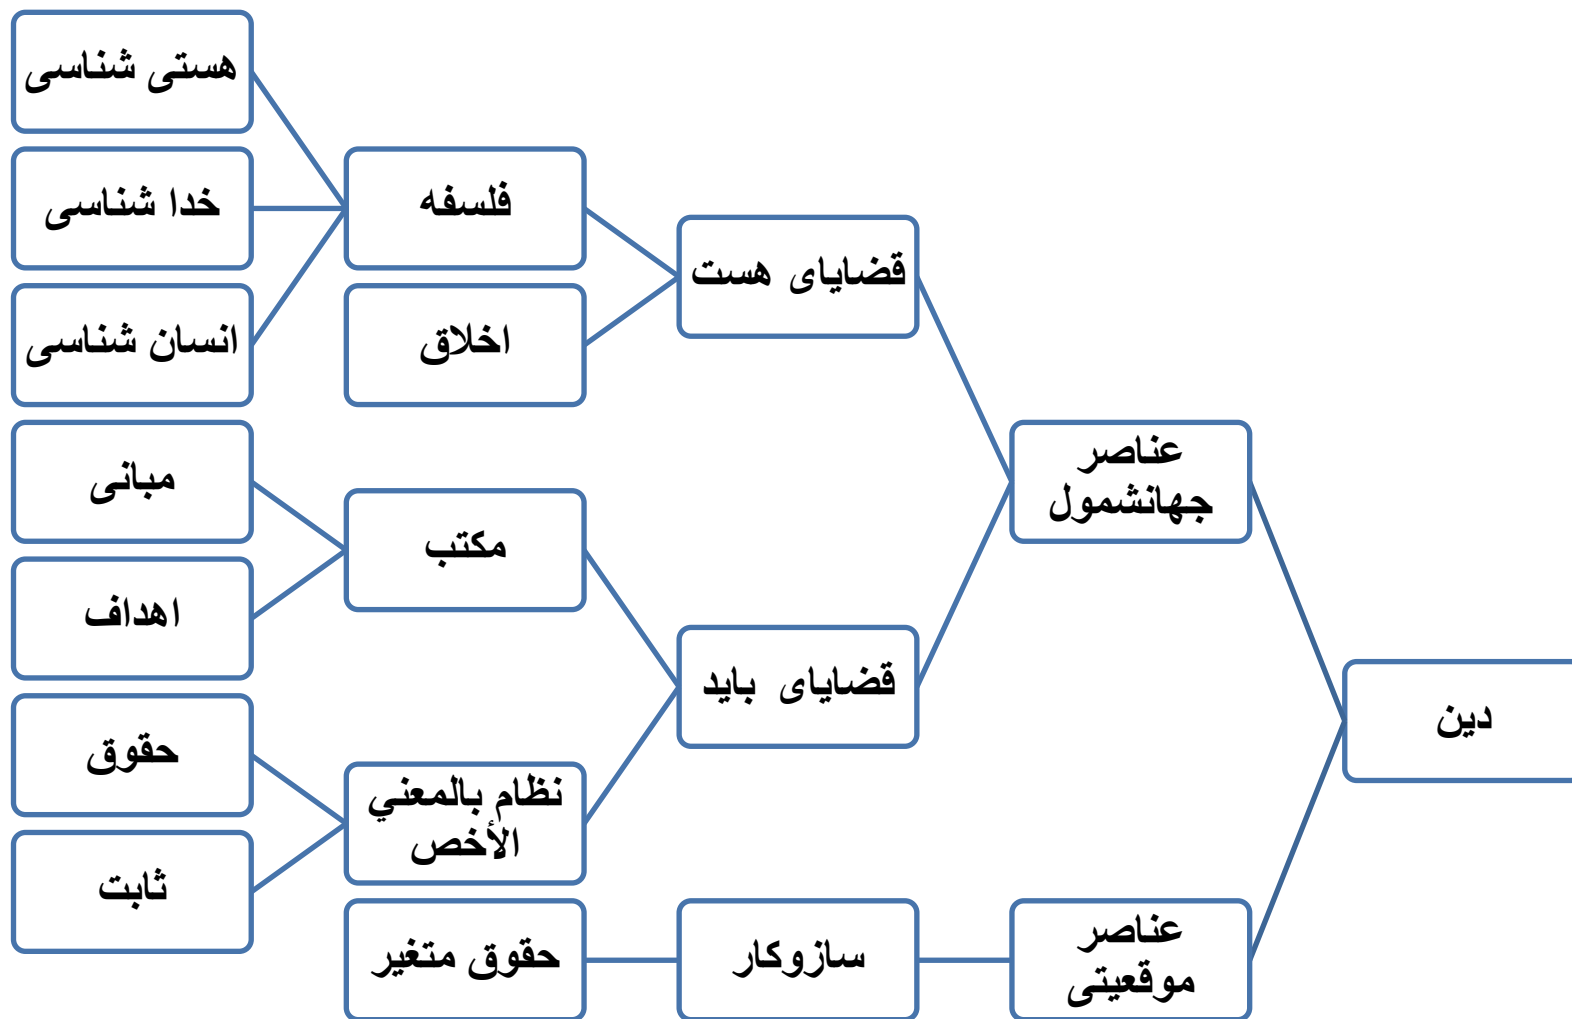 دین
عناصر
جهانشمول
قضایای هست
فلسفه
هستی شناسی
خدا شناسی
انسان شناسی
اخلاق
قضایای باید
مکتب
مبانی
اهداف
نظام بالمعني
الأخص
حقوق
ثابت
عناصر
موقعیتی
سازوکار
حقوق متغیر